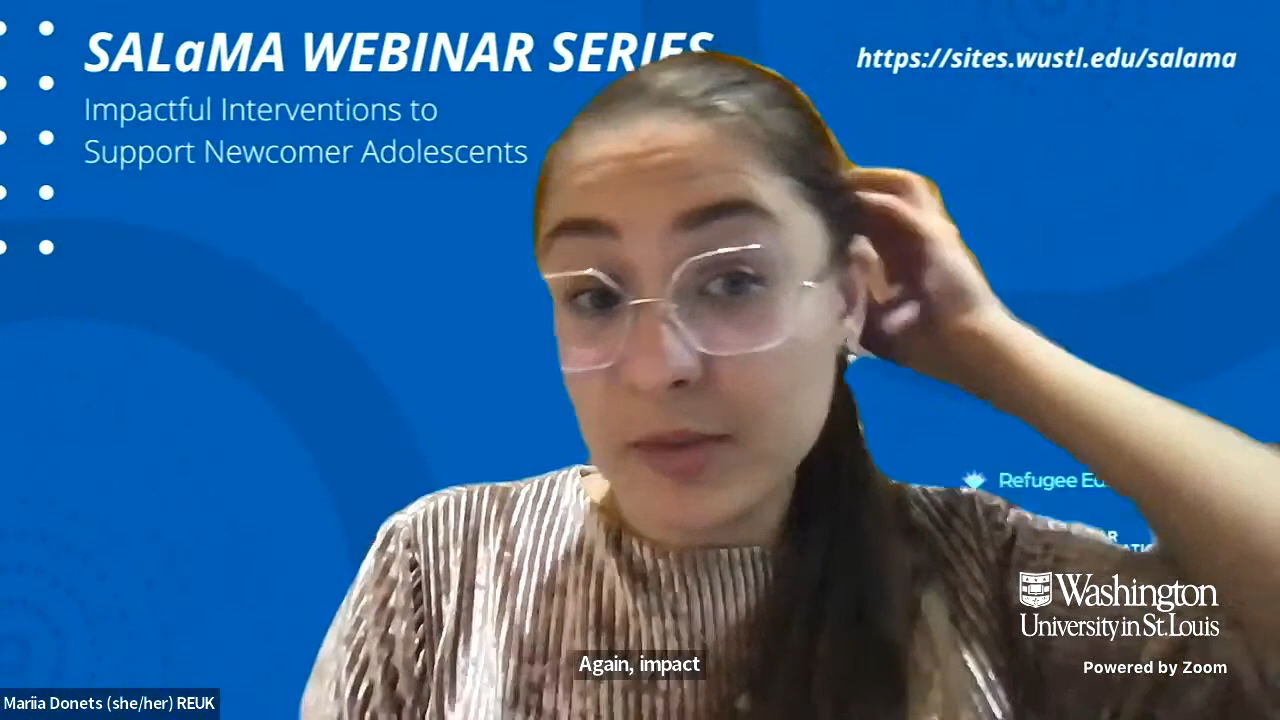 SALaMA WEBINAR SERIES
https://sites.wustl.edu/salama
Impactful Interventions to
Support Newcomer Adolescents
Refugee
Washington
University in St. Louis
Again, impact
Powered by Zoom
Mariia Donets (she/her) REUK